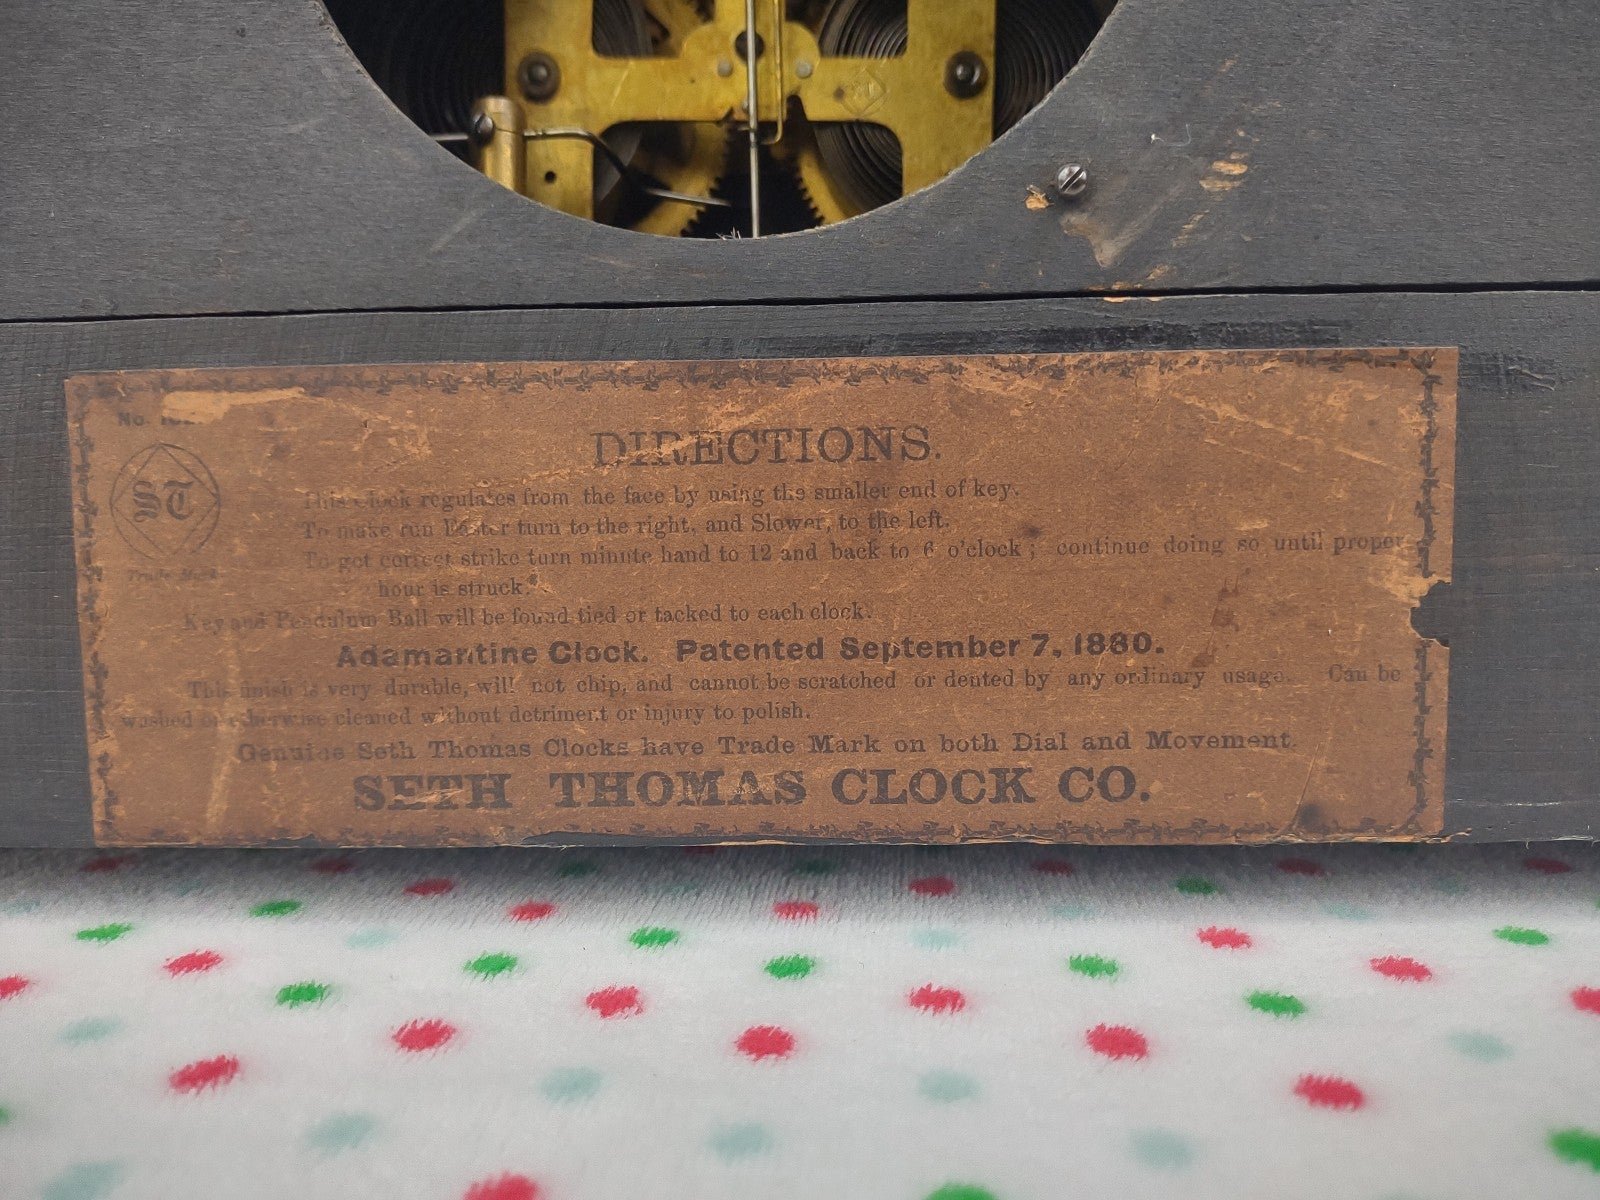 No.
ST
Trade Mark
DIRECTIONS.
This Clock regulates from the face by using the smaller end of key.
To make run Faster turn to the right, and Slower, to the left.
To get correct strike turn minute hand to 12 and back to 6 o'clock; continue doing so until proper
hour is struck.
Key and Pendulum Ball will be found tied or tacked to each clock.
Adamantine Clock. Patented September 7, 1880.
This finish is very durable, will not chip, and cannot be scratched or dented by any ordinary usage. Can be
washed or otherwise cleaned without detriment or injury to polish.
Genuine Seth Thomas Clocks have Trade Mark on both Dial and Movement.
SETH THOMAS CLOCK CO.